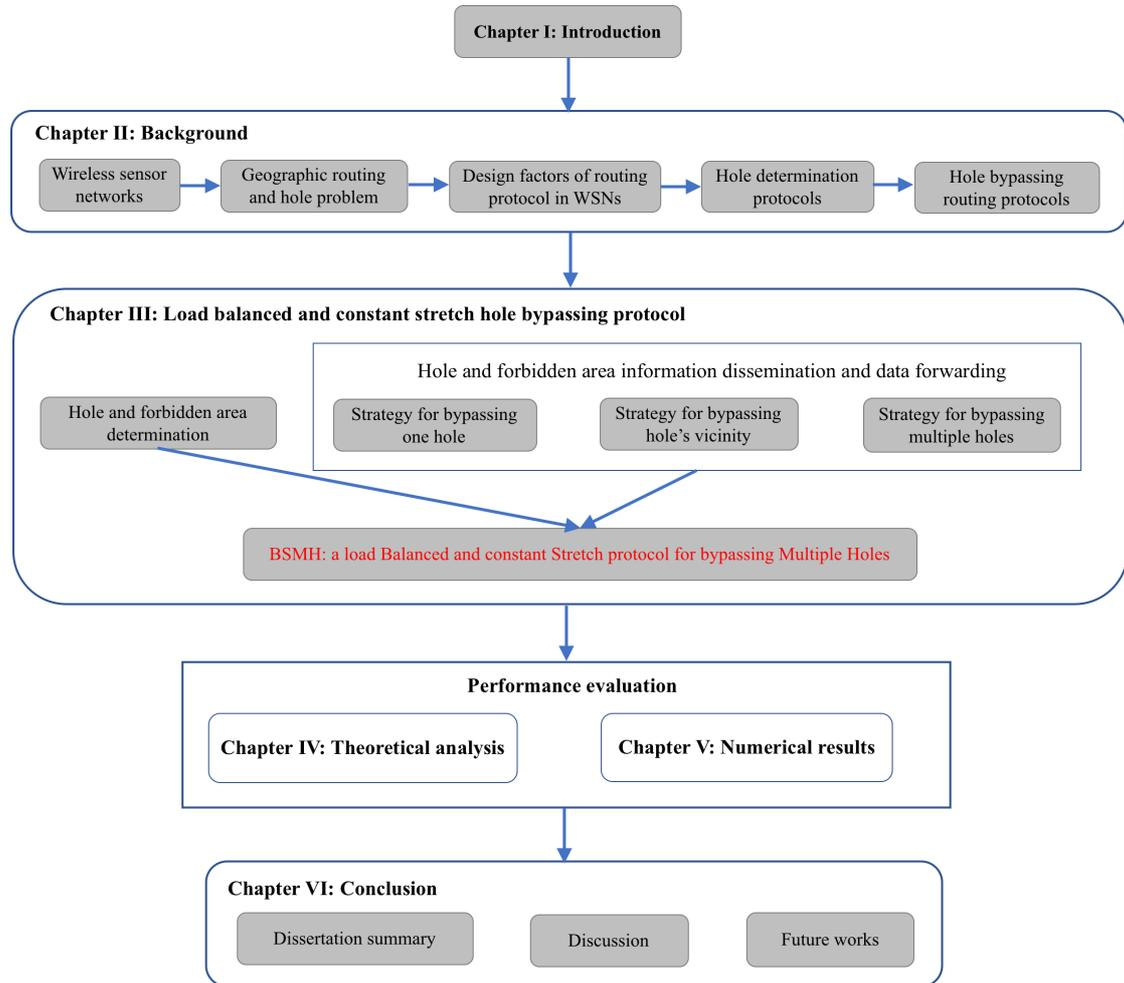 Chapter I: Introduction
Chapter II: Background
Wireless sensor
networks
Geographic routing
and hole problem
Design factors of routing
protocol in WSNs
Hole determination
protocols
Hole bypassing
routing protocols
Chapter III: Load balanced and constant stretch hole bypassing protocol
Hole and forbidden area information dissemination and data forwarding
Hole and forbidden area
determination
Strategy for bypassing
one hole
Strategy for bypassing
hole’s vicinity
Strategy for bypassing
multiple holes
BSMH: a load Balanced and constant Stretch protocol for bypassing Multiple Holes
Performance evaluation
Chapter IV: Theoretical analysis
Chapter V: Numerical results
Chapter VI: Conclusion
Dissertation summary
Discussion
Future works